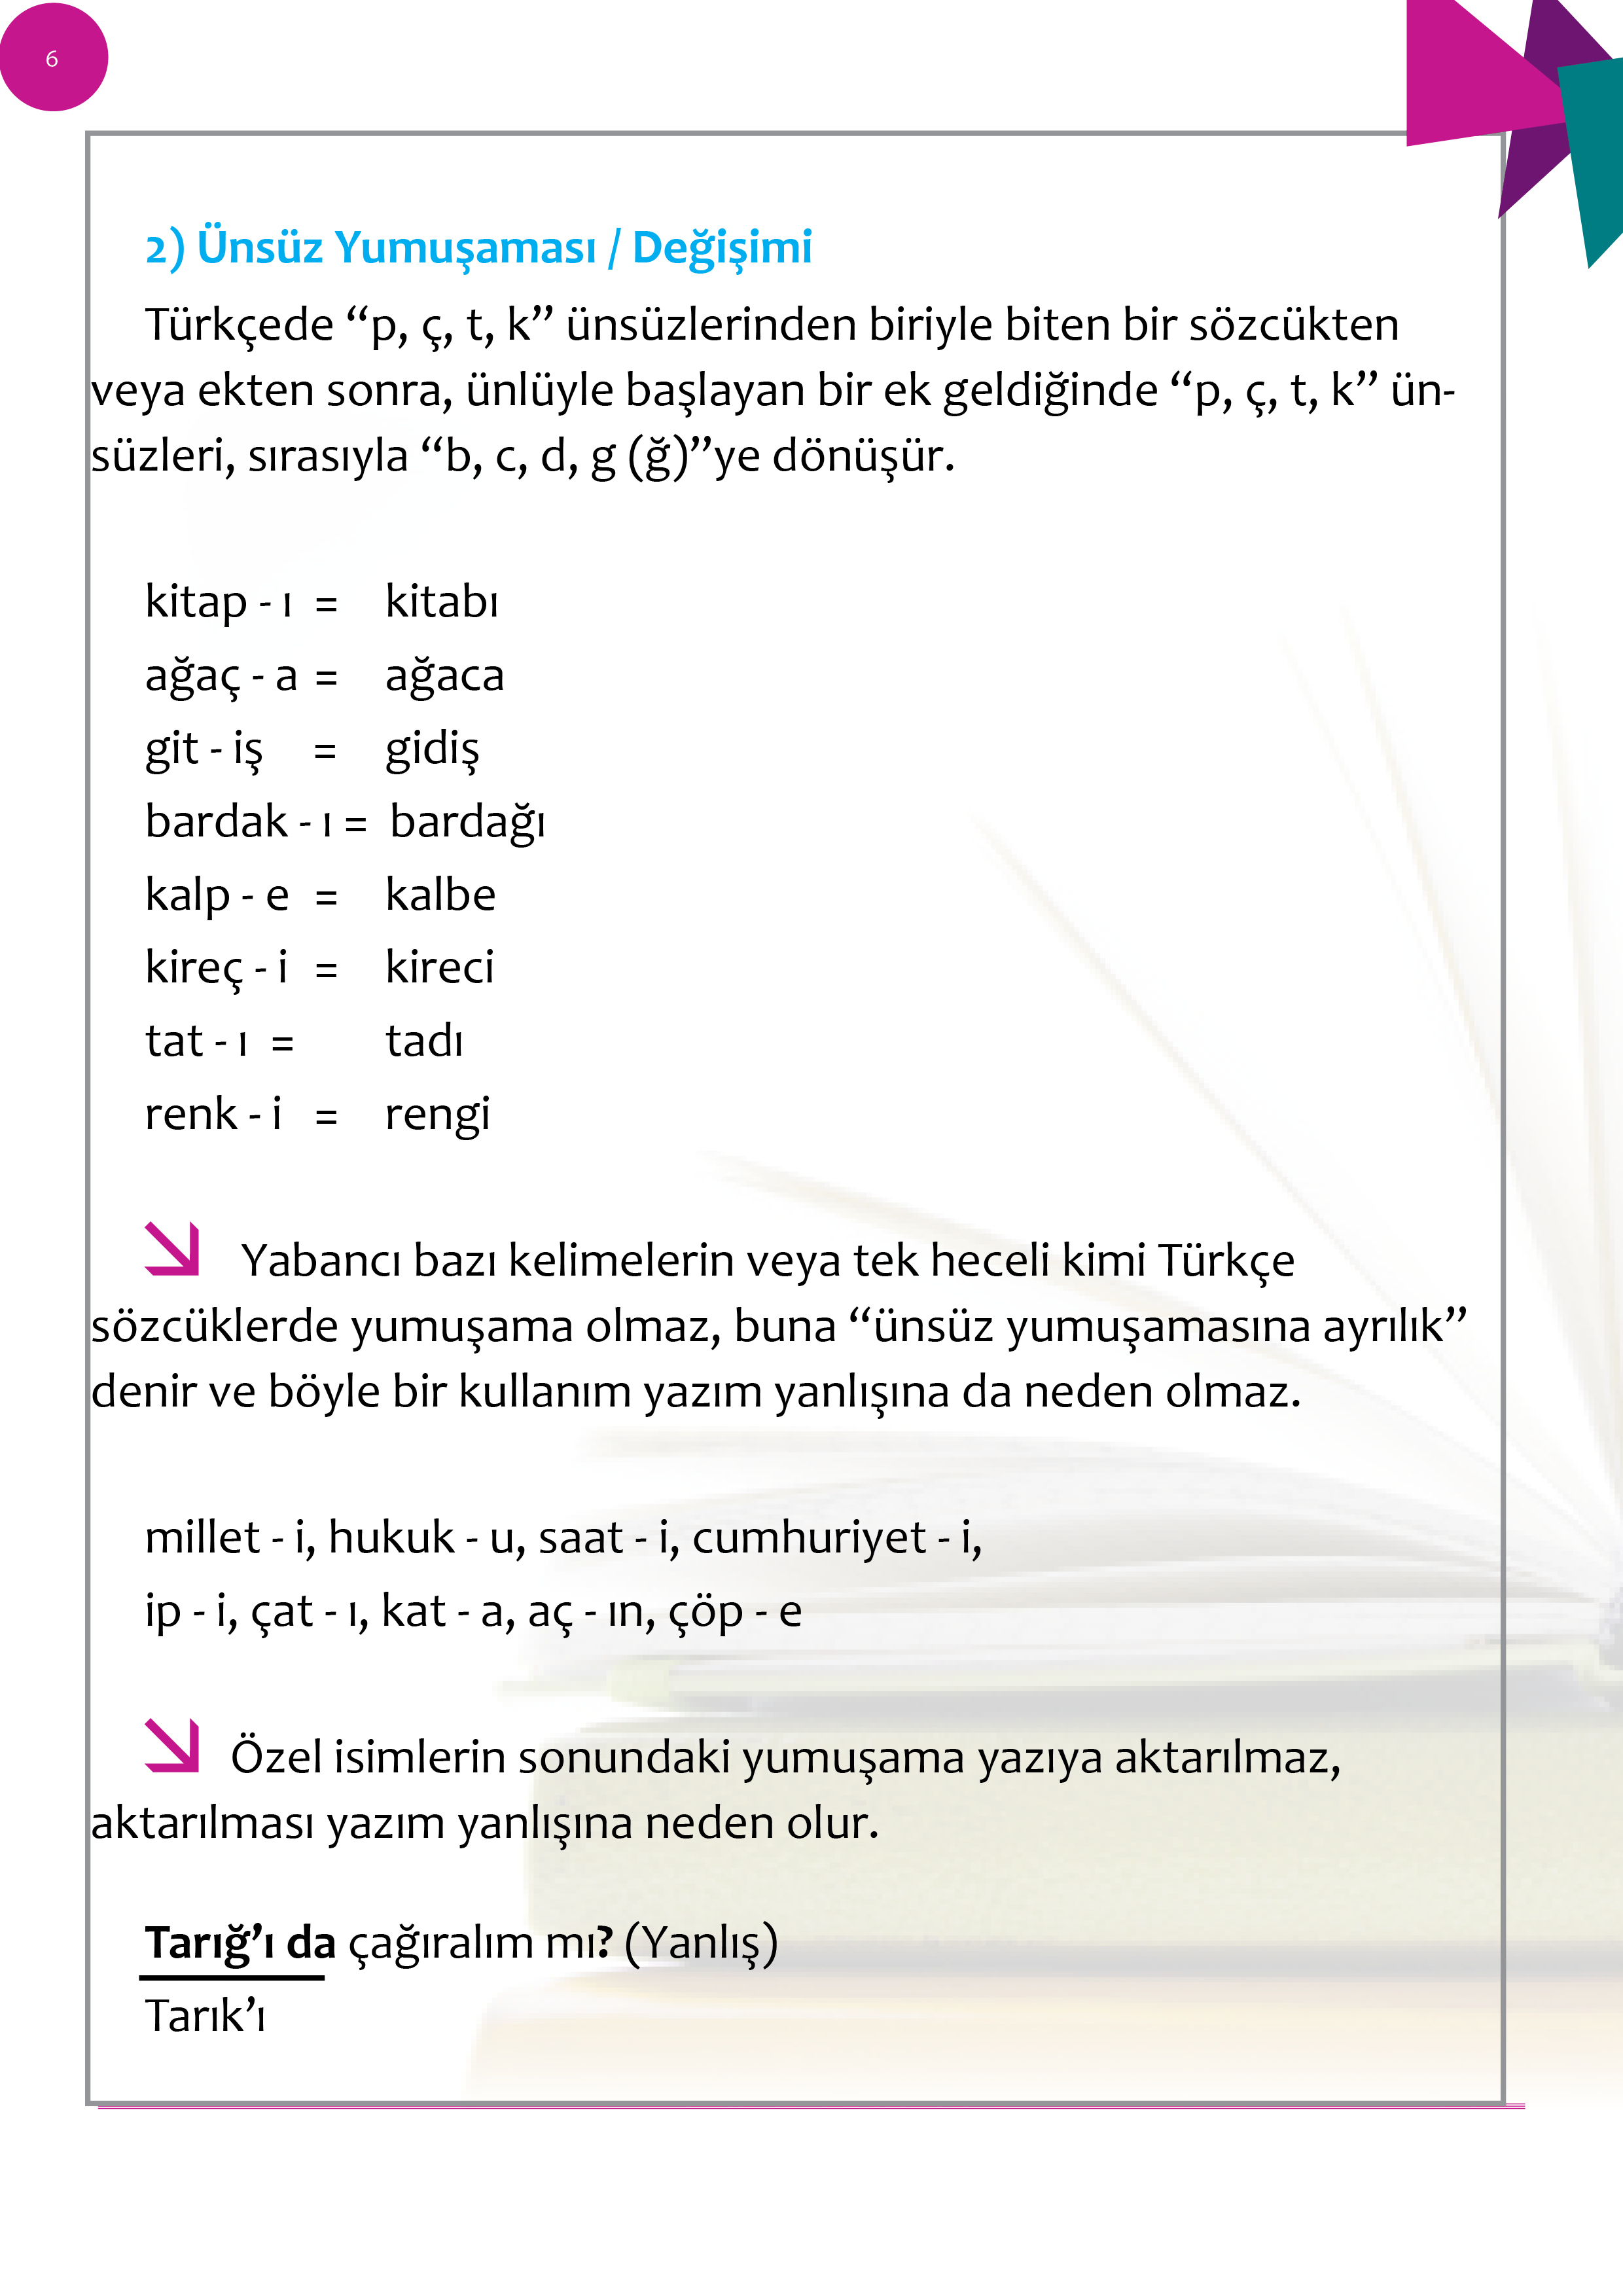 6
2) Ünsüz Yumuşaması / Değişimi
Türkçede “p, ç, t, k” ünsüzlerinden biriyle biten bir sözcükten
veya ekten sonra, ünlüyle başlayan bir ek geldiğinde “p, ç, t, k” ün-
süzleri, sırasıyla “b, c, d, g (ğ)”ye dönüşür.
kitap - ı = kitabı
ağaç - a = ağaca
git - iş = gidiş
bardak - ı = bardağı
kalp - e = kalbe
kireç - i = kireci
tat - ı = tadı
renk - i = rengi
Yabancı bazı kelimelerin veya tek heceli kimi Türkçe
sözcüklerde yumuşama olmaz, buna “ünsüz yumuşamasına ayrılık”
denir ve böyle bir kullanım yazım yanlışına da neden olmaz.
millet - i, hukuk - u, saat - i, cumhuriyet - i,
ip - i, çat - ı, kat - a, aç - ın, çöp - e
Özel isimlerin sonundaki yumuşama yazıya aktarılmaz,
aktarılması yazım yanlışına neden olur.
Tarığ’ı da çağıralım mı? (Yanlış)
Tarık’ı